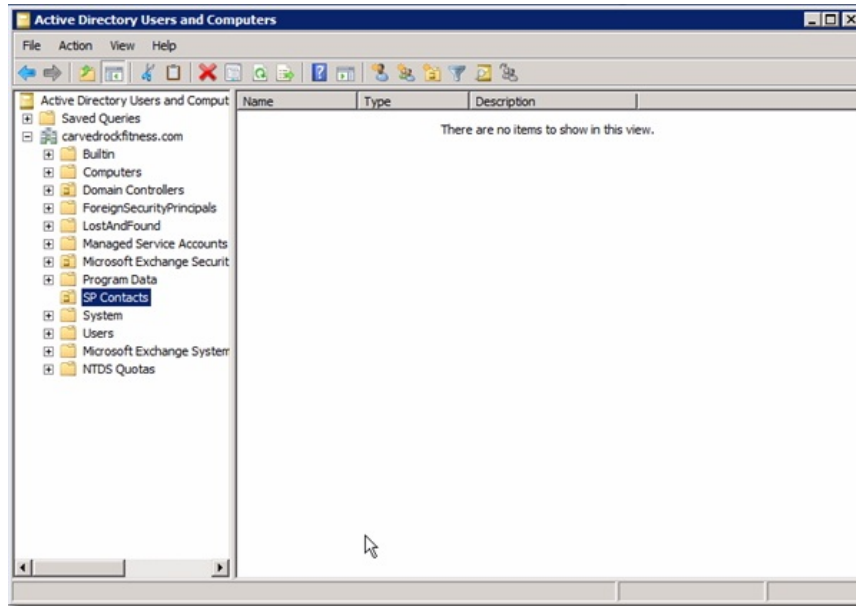 Active Directory Users and Computers
File Action View Help
Active Directory Users and Comput
Saved Queries
carvedrockfitness.com
Builtin
Computers
Domain Controllers
ForeignSecurityPrincipals
LostAndFound
Managed Service Accounts
Microsoft Exchange Securit
Program Data
SP Contacts
System
Users
Microsoft Exchange System
NTDS Quotas
Name Type Description
There are no items to show in this view.